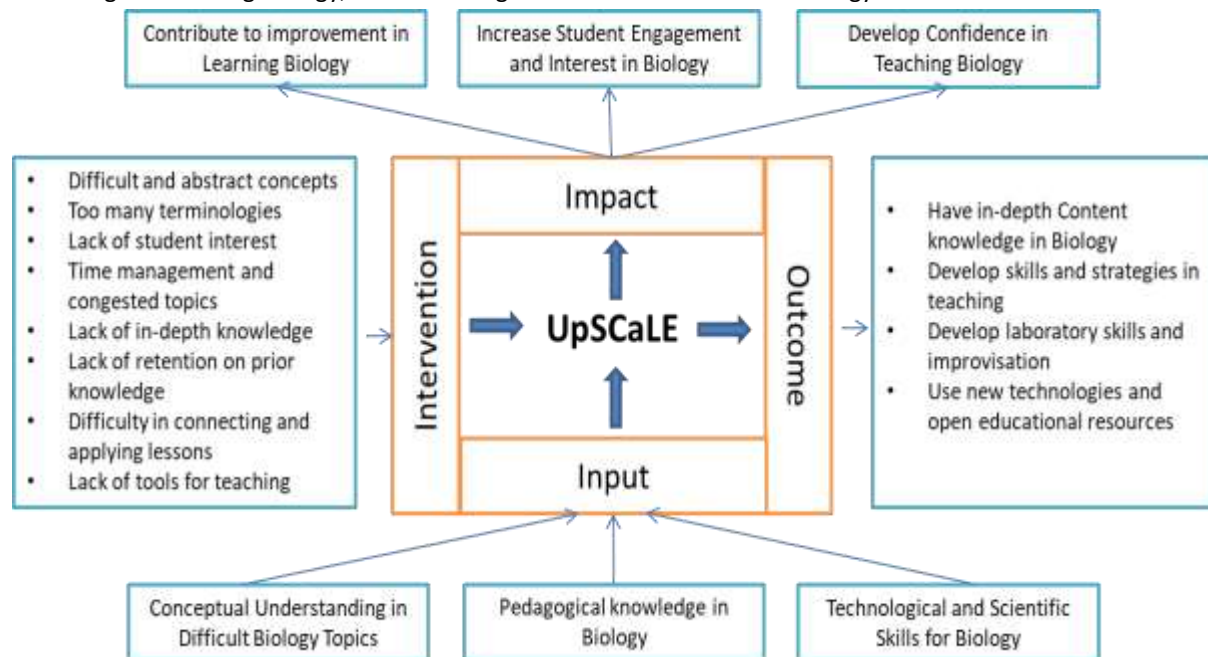 Contribute to improvement in
Learning Biology
Increase Student Engagement
and Interest in Biology
Develop Confidence in
Teaching Biology
• Difficult and abstract concepts
• Too many terminologies
• Lack of student interest
• Time management and
congested topics
• Lack of in-depth knowledge
• Lack of retention on prior
knowledge
• Difficulty in connecting and
applying lessons
• Lack of tools for teaching
Intervention
Impact
UpSCaLE
Input
Outcome
• Have in-depth Content
knowledge in Biology
• Develop skills and strategies in
teaching
• Develop laboratory skills and
improvisation
• Use new technologies and
open educational resources
Conceptual Understanding in
Difficult Biology Topics
Pedagogical knowledge in
Biology
Technological and Scientific
Skills for Biology